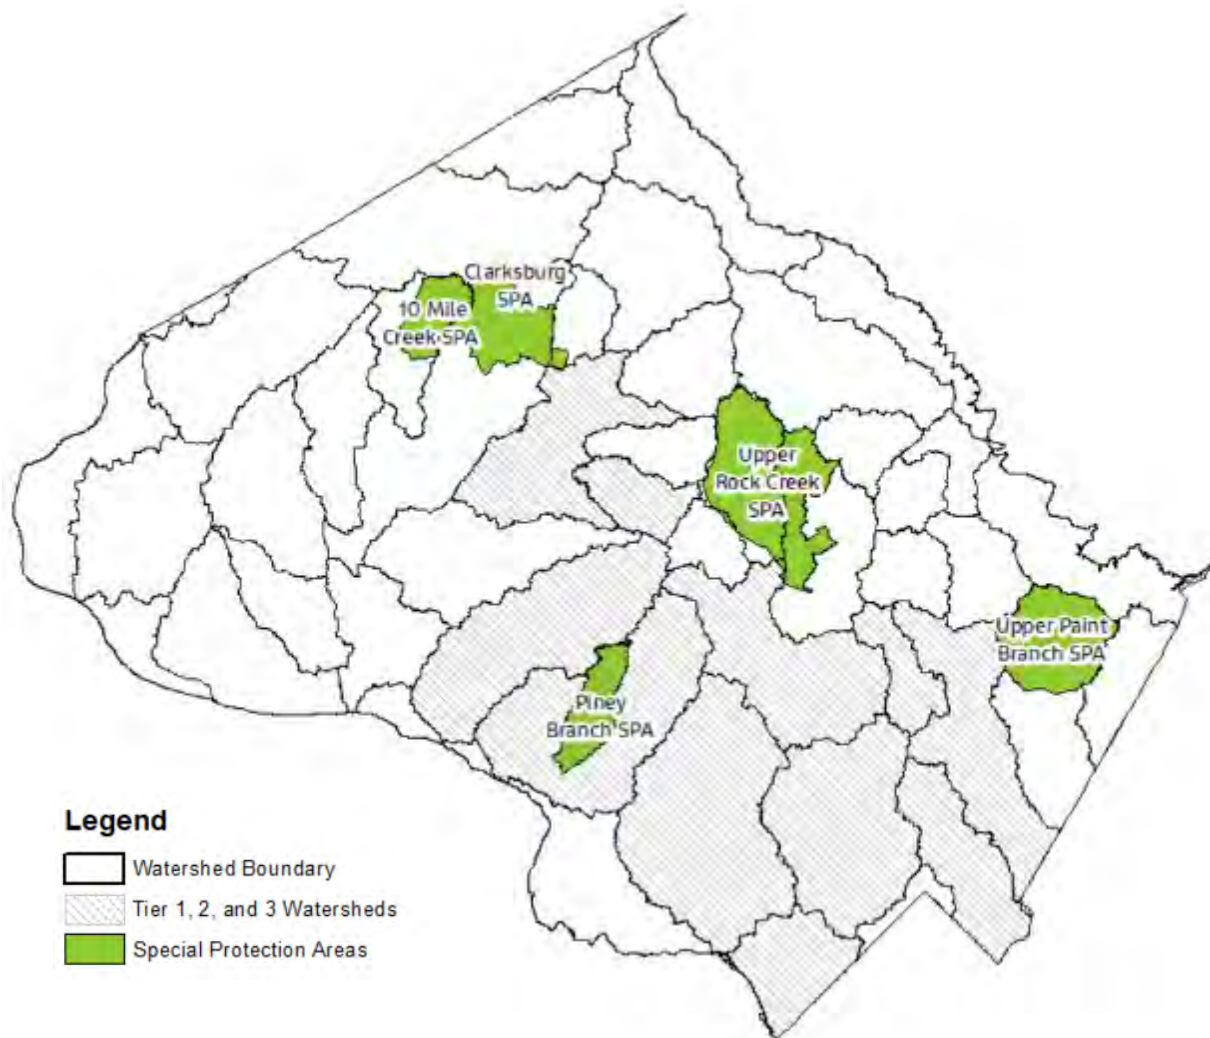 Clarksburg
SPA
10 Mile
Creek SPA
Upper
Rock Creek
SPA
Upper Paint
Branch SPA
Piney
Branch SPA
Legend
Watershed Boundary
Tier 1, 2, and 3 Watersheds
Special Protection Areas